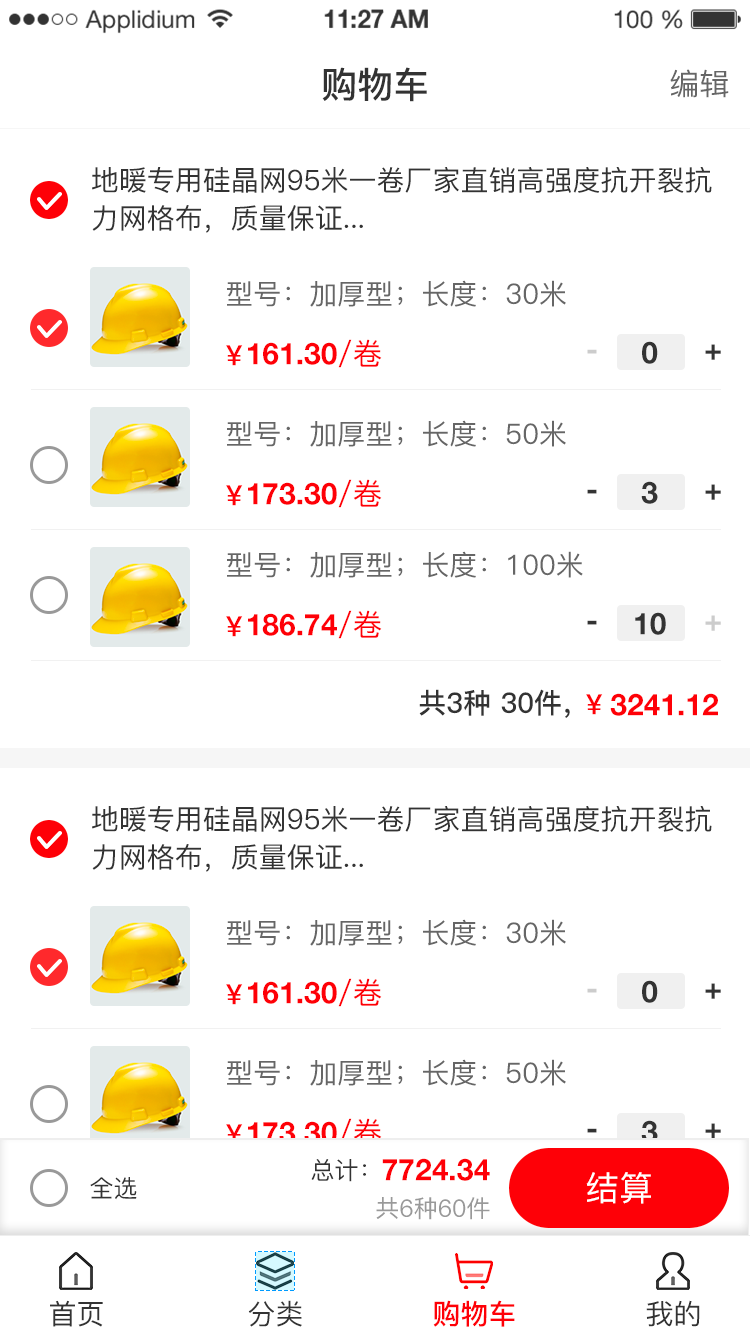 Applidium 11:27 AM 100 %
购物车 编辑
地暖专用硅晶网95米一卷厂家直销高强度抗开裂抗
力网格布，质量保证...
型号：加厚型；长度：30米
¥161.30/卷 - 0 +
型号：加厚型；长度：50米
¥173.30/卷 - 3 +
型号：加厚型；长度：100米
¥186.74/卷 - 10 +
共3种 30件，¥ 3241.12
地暖专用硅晶网95米一卷厂家直销高强度抗开裂抗
力网格布，质量保证...
型号：加厚型；长度：30米
¥161.30/卷 - 0 +
型号：加厚型；长度：50米
¥173.30/卷 - 3 +
总计：7724.34
全选 结算
共6种60件
首页 分类 购物车 我的